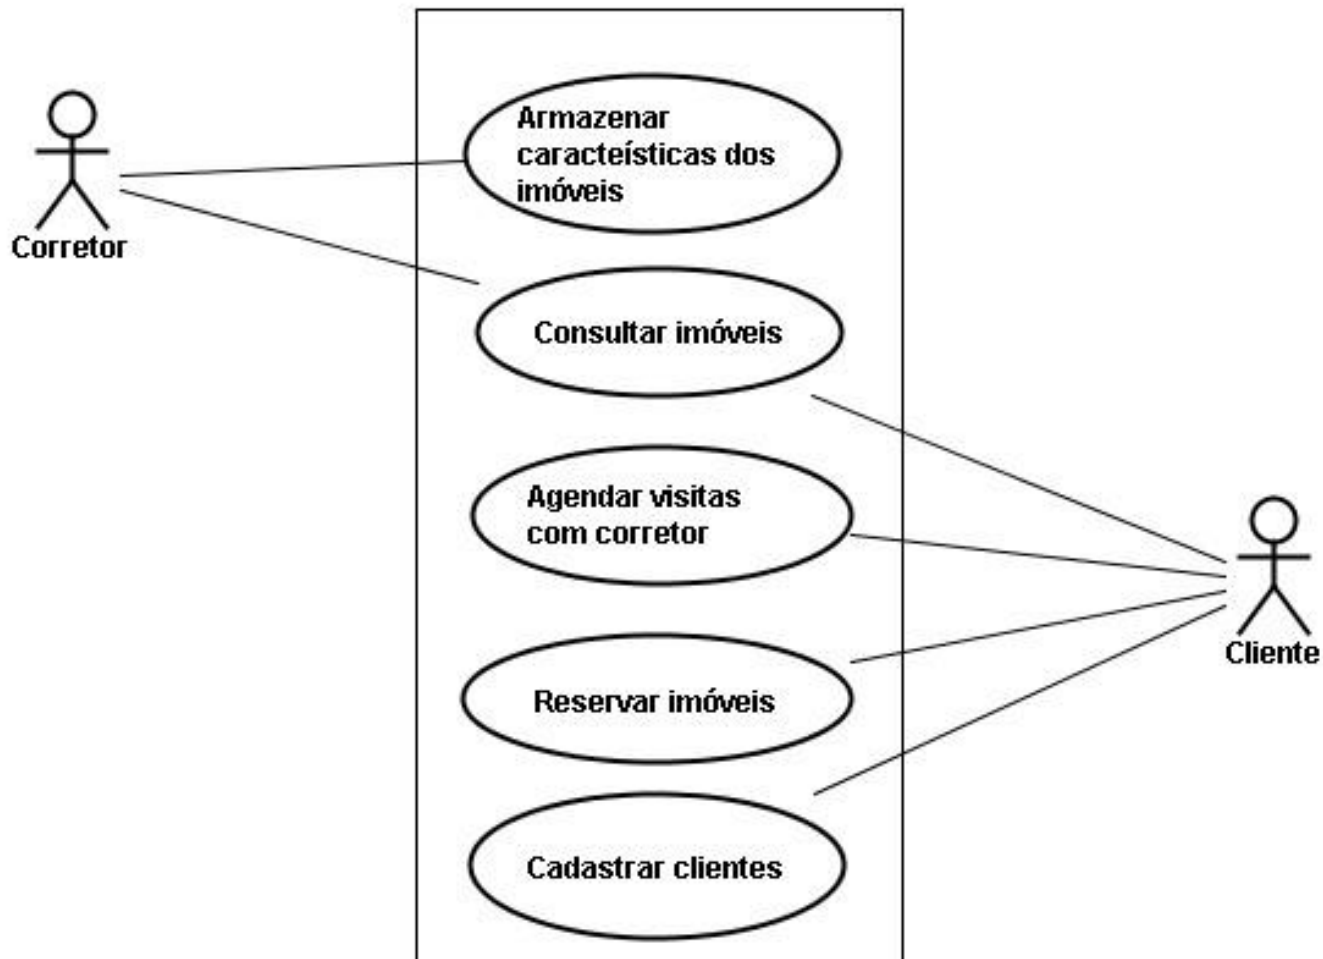 Armazenar
caracteísticas dos
imóveis
Corretor
Consultar imóveis
Agendar visitas
com corretor
Cliente
Reservar imóveis
Cadastrar clientes